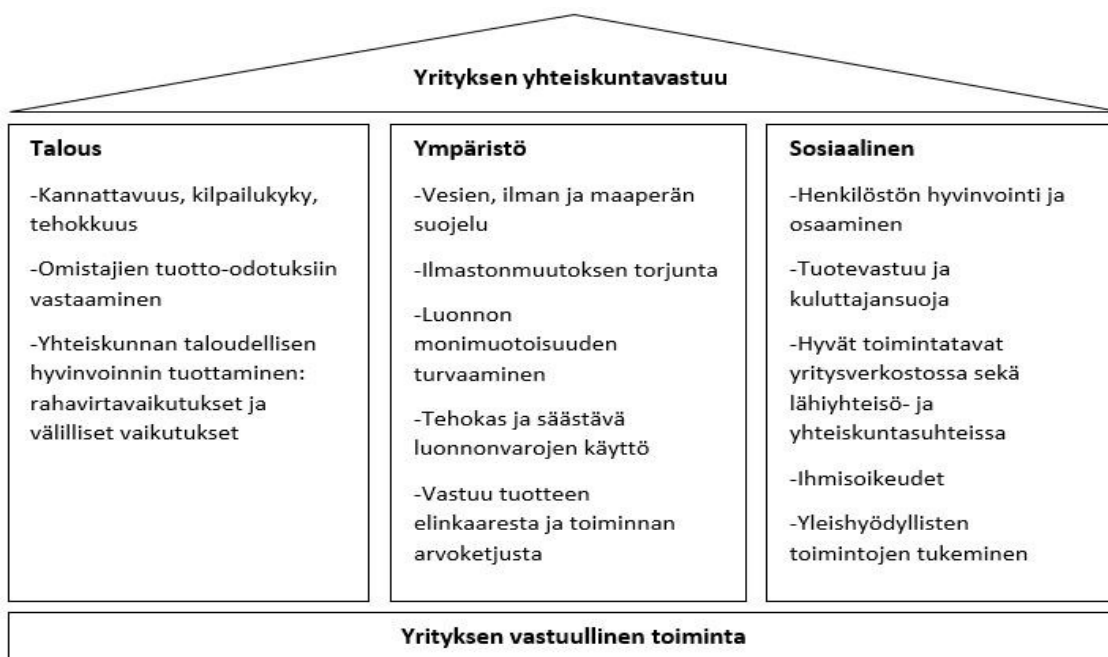 Yrityksen yhteiskuntavastuu
Talous
-Kannattavuus, kilpailukyky,
tehokkuus
-Omistajien tuotto-odotuksiin
vastaaminen
-Yhteiskunnan taloudellisen
hyvinvoinnin tuottaminen:
rahavirtavaikutukset ja
välilliset vaikutukset
Ympäristö
-Vesien, ilman ja maaperän
suojelu
-Ilmastonmuutoksen torjunta
-Luonnon
monimuotoisuuden
turvaaminen
-Tehokas ja säästävä
luonnonvarojen käyttö
-Vastuu tuotteen
elinkaaresta ja toiminnan
arvoketjusta
Sosiaalinen
-Henkilöstön hyvinvointi ja
osaaminen
-Tuotevastuu ja
kuluttajansuoja
-Hyvät toimintatavat
yritysverkostossa sekä
lähiyhteisö- ja
yhteiskuntasuhteissa
-Ihmisoikeudet
-Yleishyödyllisten
toimintojen tukeminen
Yrityksen vastuullinen toiminta